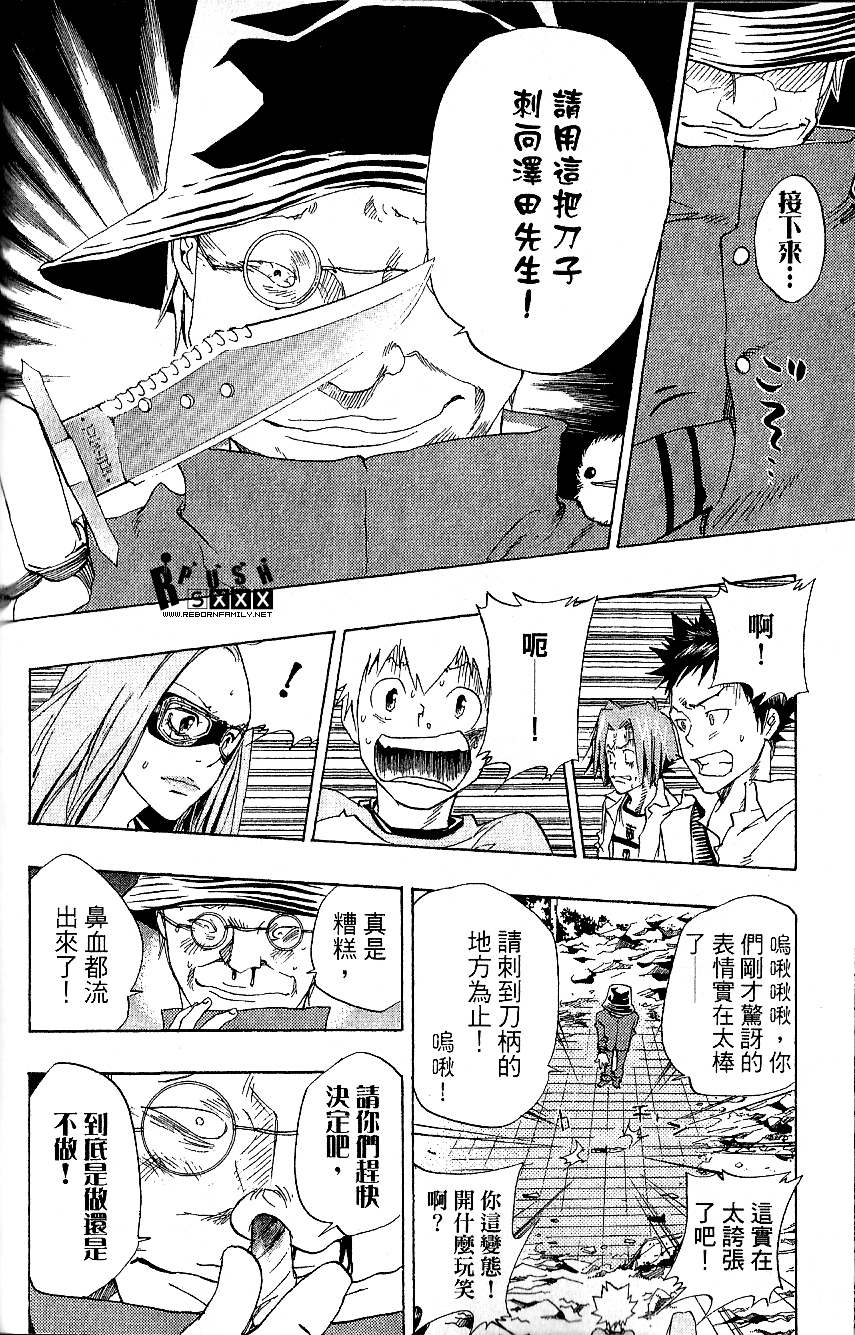 接下來…
ごそ
請用這把刀子
刺向澤田先生！
RPUSH
SXXX
WWW.REBORNFAMILY.NET
啊！
呃——！
！
嗚啾啾啾，你
們剛才驚訝的
表情實在太棒
了——
請刺到刀柄的
地方為止！
嗚啾！
這實在
太誇張
了吧！
你這變態！
開什麼玩笑
啊？
真是
糟糕，
鼻血都流
出來了！
請你們趕快
決定吧，
到底是做還是
不做！